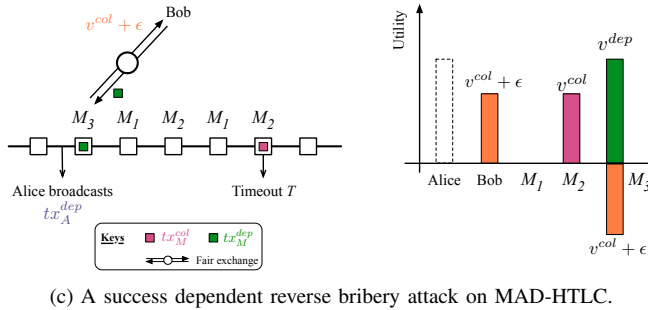 Bob
v^{col} + ϵ
M_3 M_1 M_2 M_1 M_2
Alice broadcasts
tx_A^{dep}
Timeout T
Keys tx_M^{col} tx_M^{dep}
Fair exchange
Utility
v^{dep}
v^{col} + ϵ v^{col}
Alice Bob M_1 M_2 M_3
v^{col} + ϵ
(c) A success dependent reverse bribery attack on MAD-HTLC.